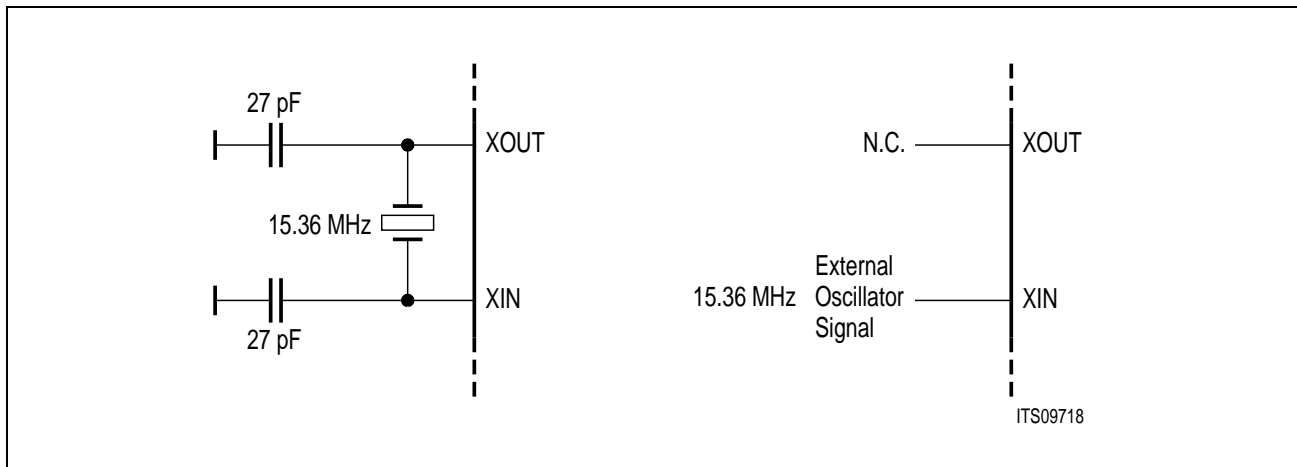 27 pF
XOUT
15.36 MHz
XIN
27 pF
N.C.
XOUT
15.36 MHz
External
Oscillator
Signal
XIN
ITS09718